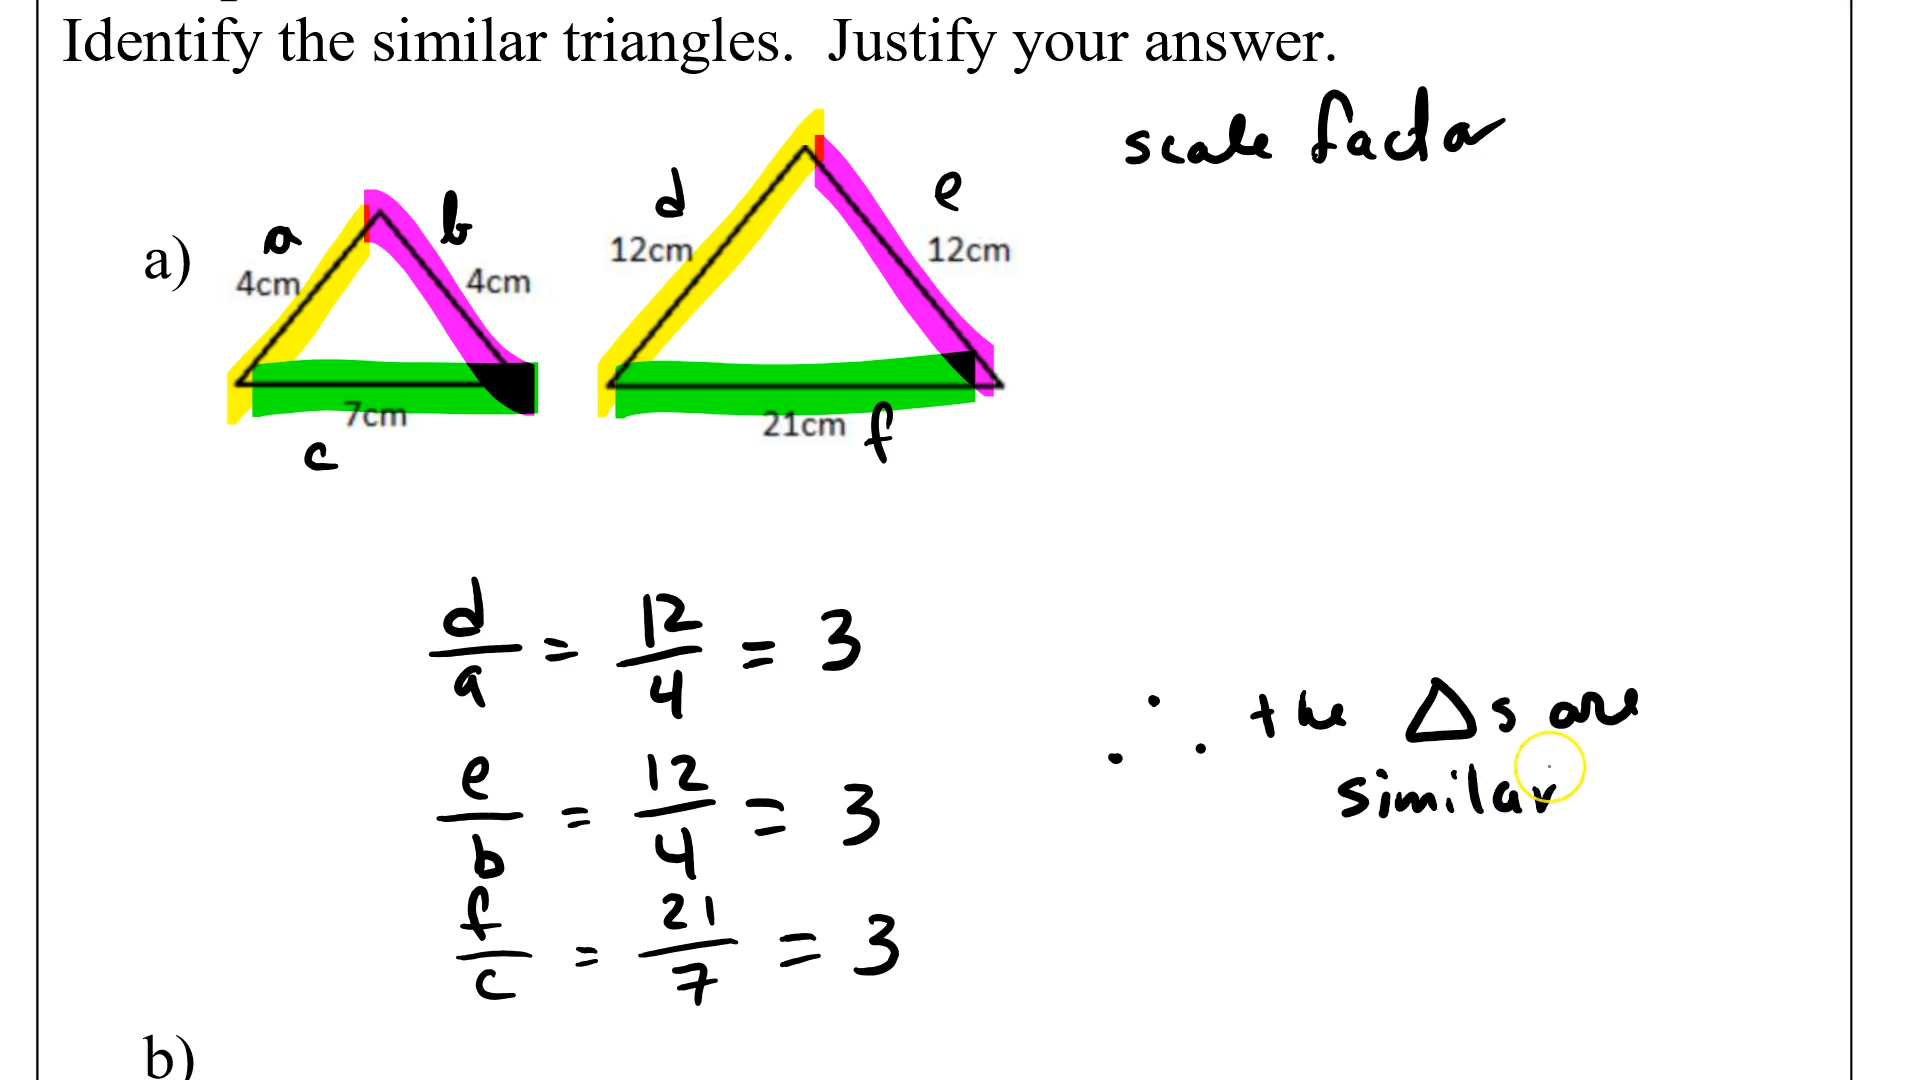 Identify the similar triangles. Justify your answer.
scale factor
a)
a
4cm
b
4cm
7cm
c
d
12cm
e
12cm
21cm
f
d/a = 12/4 = 3
e/b = 12/4 = 3
f/c = 21/7 = 3
∴ the Δs are
similar
b)